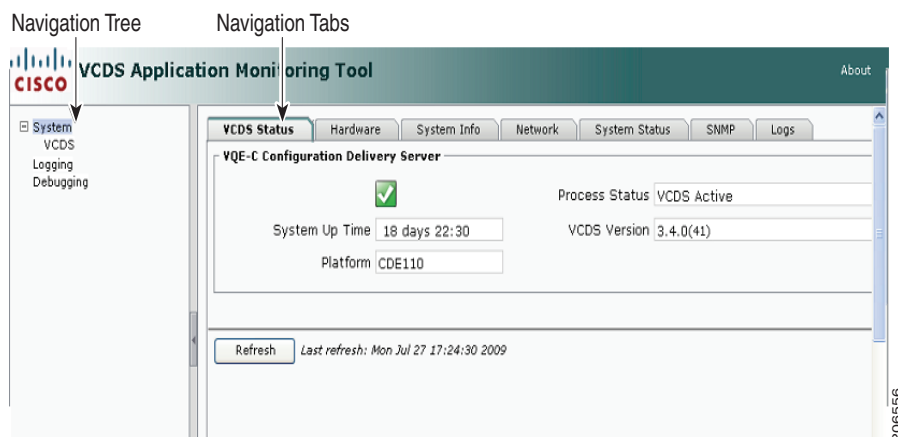 Navigation Tree Navigation Tabs
CISCO VCDS Application Monitoring Tool About
System
VCDS
Logging
Debugging
VCDS Status Hardware System Info Network System Status SNMP Logs
VQE-C Configuration Delivery Server
Process Status VCDS Active
System Up Time 18 days 22:30 VCDS Version 3.4.0(41)
Platform CDE110
Refresh Last refresh: Mon Jul 27 17:24:30 2009